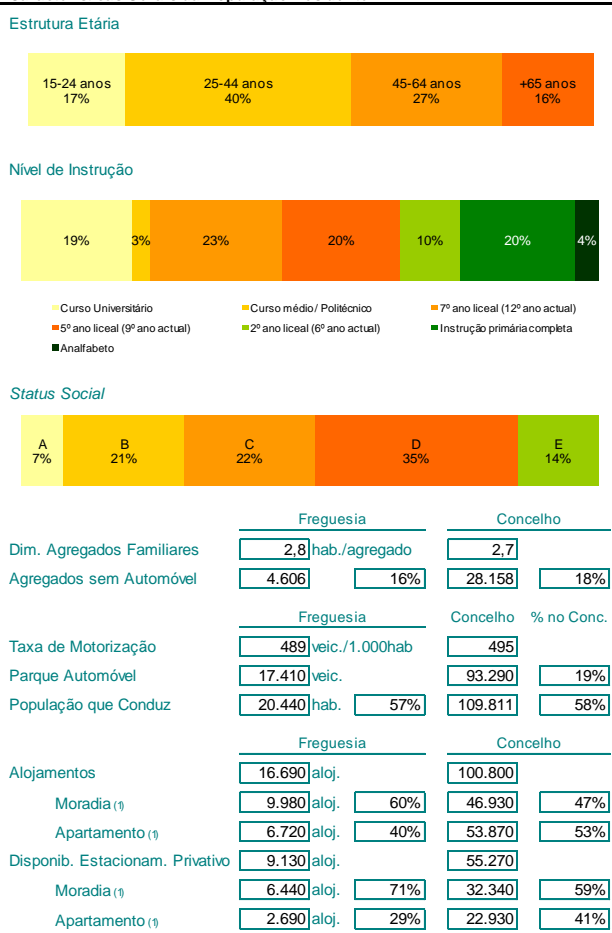 Estrutura Etária
15-24 anos 25-44 anos 45-64 anos +65 anos
17% 40% 27% 16%
Nível de Instrução
19% 3% 23% 20% 10% 20% 4%
Curso Universitário Curso médio / Politécnico 7º ano liceal (12º ano actual)
5º ano liceal (9º ano actual) 2º ano liceal (6º ano actual) Instrução primária completa
Analfabeto
Status Social
A B C D E
7% 21% 22% 35% 14%
Freguesia Concelho
Dim. Agregados Familiares 2,8 hab./agregado 2,7
Agregados sem Automóvel 4.606 16% 28.158 18%
Freguesia Concelho % no Conc.
Taxa de Motorização 489 veic./1.000hab 495
Parque Automóvel 17.410 veic. 93.290 19%
População que Conduz 20.440 hab. 57% 109.811 58%
Freguesia Concelho
Alojamentos 16.690 aloj. 100.800
Moradia (1) 9.980 aloj. 60% 46.930 47%
Apartamento (1) 6.720 aloj. 40% 53.870 53%
Disponib. Estacionam. Privativo 9.130 aloj. 55.270
Moradia (1) 6.440 aloj. 71% 32.340 59%
Apartamento (1) 2.690 aloj. 29% 22.930 41%